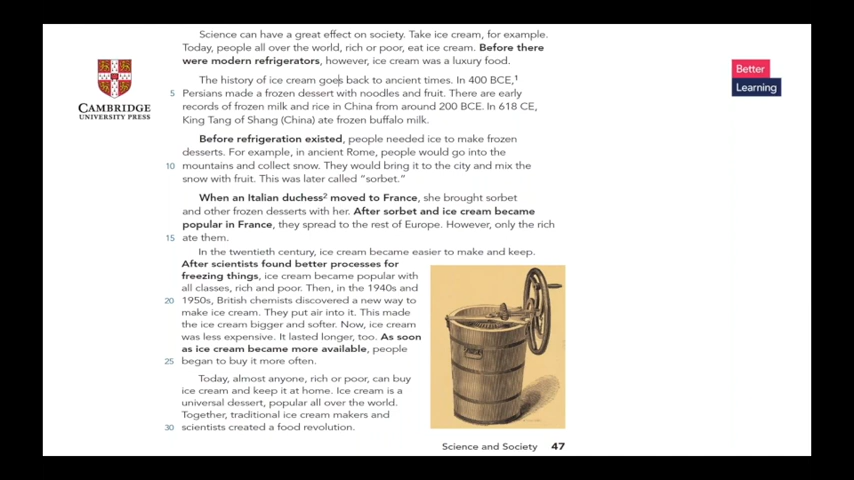 Science can have a great effect on society. Take ice cream, for example.
Today, people all over the world, rich or poor, eat ice cream. Before there
were modern refrigerators, however, ice cream was a luxury food.
The history of ice cream goes back to ancient times. In 400 BCE,¹
5 Persians made a frozen dessert with noodles and fruit. There are early
records of frozen milk and rice in China from around 200 BCE. In 618 CE,
King Tang of Shang (China) ate frozen buffalo milk.
Before refrigeration existed, people needed ice to make frozen
desserts. For example, in ancient Rome, people would go into the
10 mountains and collect snow. They would bring it to the city and mix the
snow with fruit. This was later called “sorbet.”
When an Italian duchess² moved to France, she brought sorbet
and other frozen desserts with her. After sorbet and ice cream became
popular in France, they spread to the rest of Europe. However, only the rich
15 ate them.
In the twentieth century, ice cream became easier to make and keep.
After scientists found better processes for
freezing things, ice cream became popular with
all classes, rich and poor. Then, in the 1940s and
20 1950s, British chemists discovered a new way to
make ice cream. They put air into it. This made
the ice cream bigger and softer. Now, ice cream
was less expensive. It lasted longer, too. As soon
as ice cream became more available, people
25 began to buy it more often.
Today, almost anyone, rich or poor, can buy
ice cream and keep it at home. Ice cream is a
universal dessert, popular all over the world.
Together, traditional ice cream makers and
30 scientists created a food revolution.
Science and Society 47
CAMBRIDGE
UNIVERSITY PRESS
Better
Learning